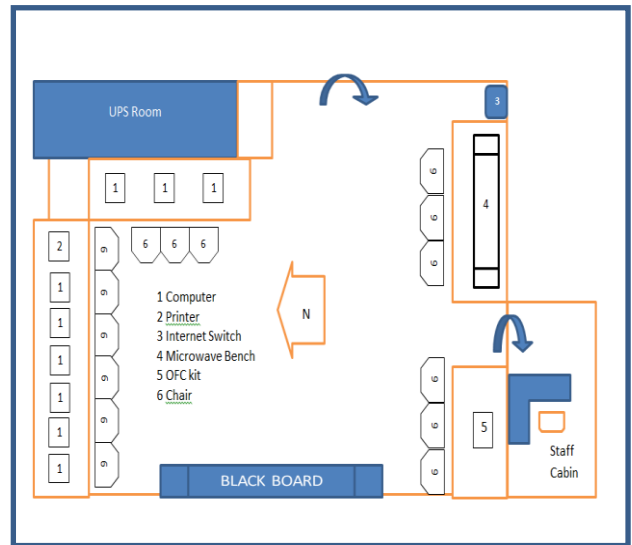 UPS Room
3
1 1 1
6
4
2
6
6 6 6
6
1
6
6
1 Computer
2 Printer
3 Internet Switch
4 Microwave Bench
5 OFC kit
6 Chair
N
1
6
1
6
6
1
6
6
5
1
6
Staff
Cabin
1
6
6
BLACK BOARD